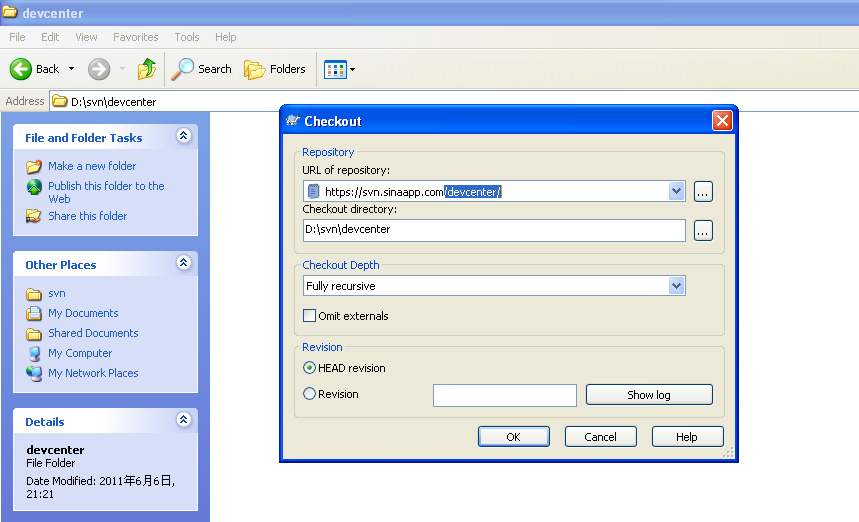 devcenter
File Edit View Favorites Tools Help
Back Search Folders
Address D:\svn\devcenter
File and Folder Tasks
Make a new folder
Publish this folder to the
Web
Share this folder
Other Places
svn
My Documents
Shared Documents
My Computer
My Network Places
Details
devcenter
File Folder
Date Modified: 2011年6月6日,
21:21
Checkout
Repository
URL of repository:
https://svn.sinaapp.com/devcenter/
...
Checkout directory:
D:\svn\devcenter
...
Checkout Depth
Fully recursive
Omit externals
Revision
HEAD revision
Revision
Show log
OK Cancel Help